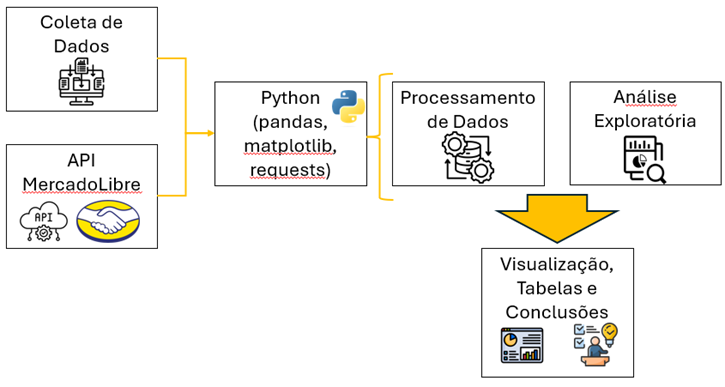 Coleta de
Dados
API
MercadoLibre
API
Python
(pandas,
matplotlib,
requests)
Processamento
de Dados
Análise
Exploratória
Visualização,
Tabelas e
Conclusões